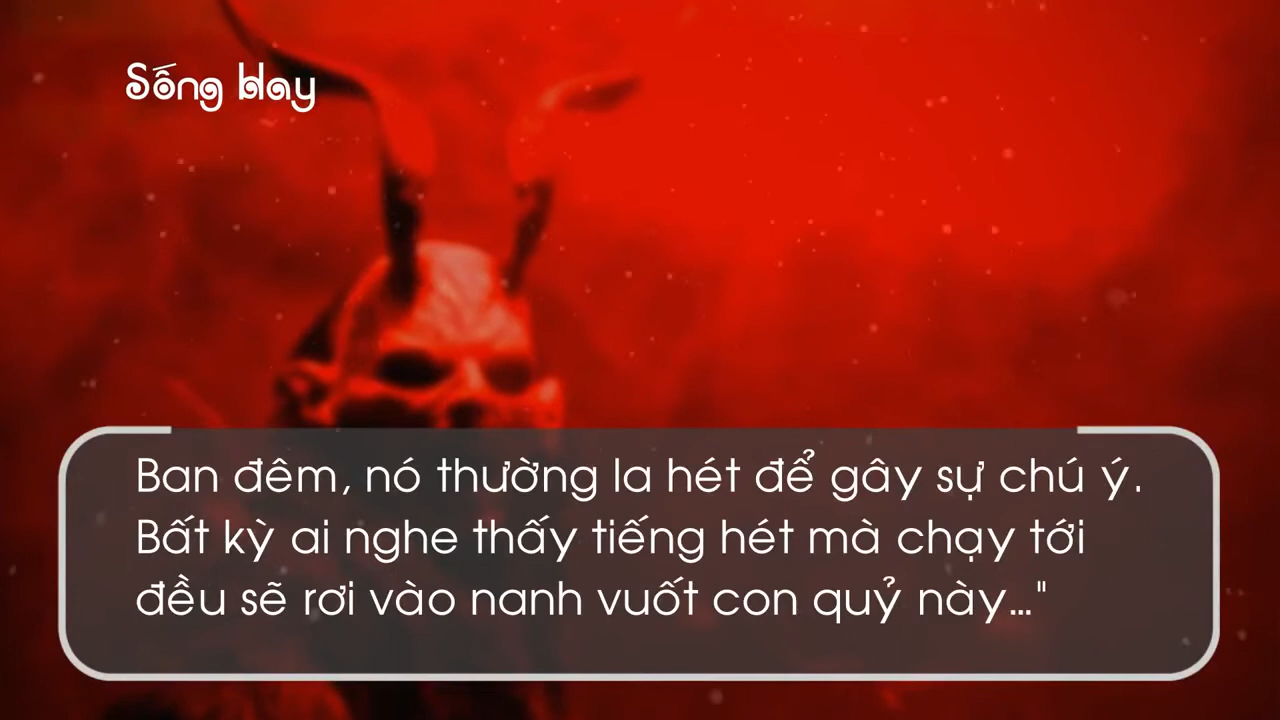 Sống Hay
Ban đêm, nó thường la hét để gây sự chú ý.
Bất kỳ ai nghe thấy tiếng hét mà chạy tới
đều sẽ rơi vào nanh vuốt con quỷ này..."